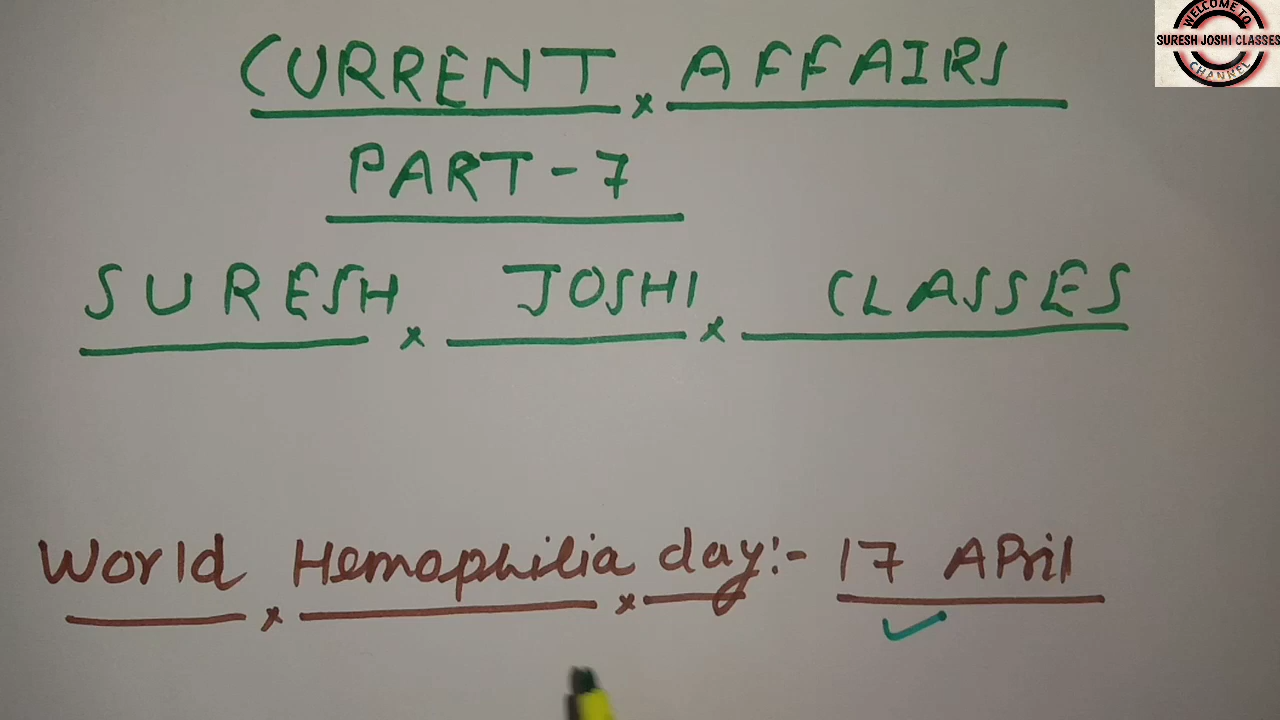 WELCOME TO
SURESH JOSHI CLASSES
CHANNEL
CURRENT AFFAIRS
PART-7
SURESH JOSHI CLASSES
World Hemophilia day:- 17 APril